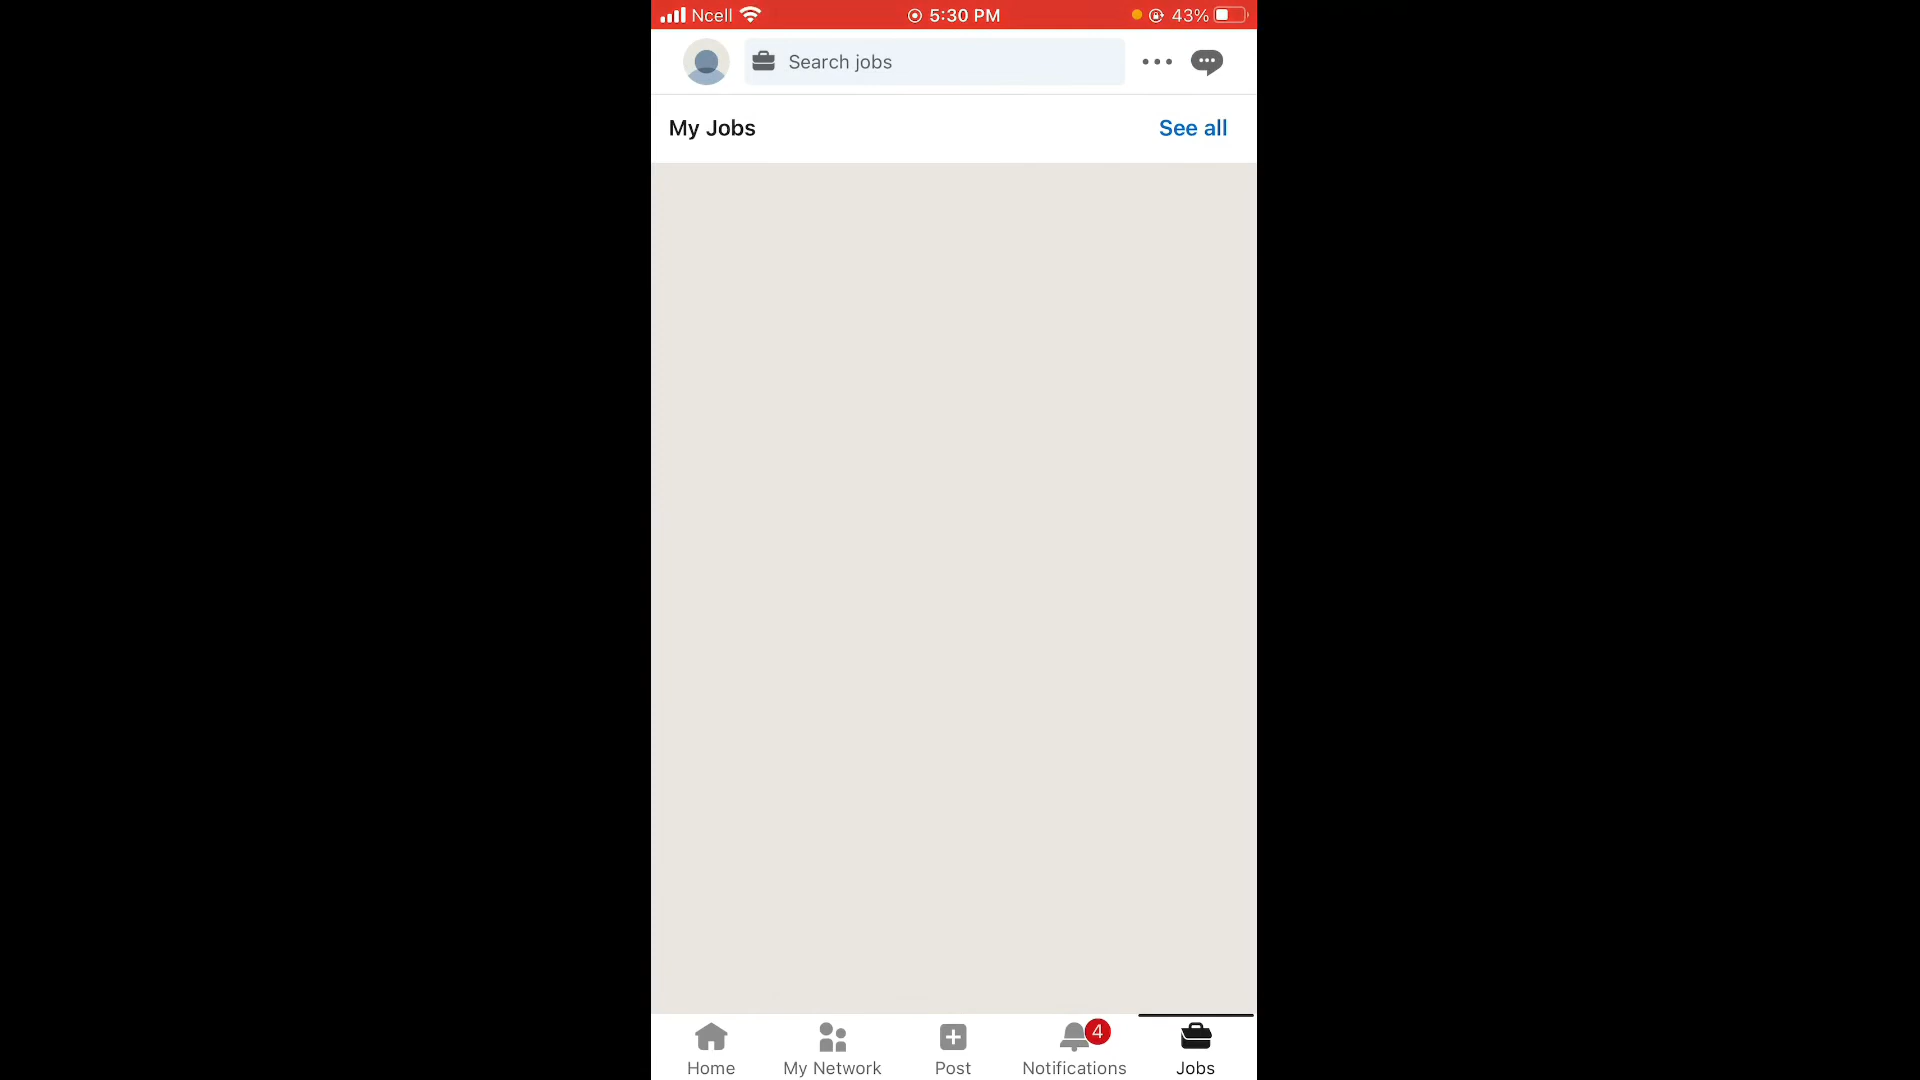 Ncell 5:30 PM 43%
Search jobs
My Jobs See all
4
Home My Network Post Notifications Jobs